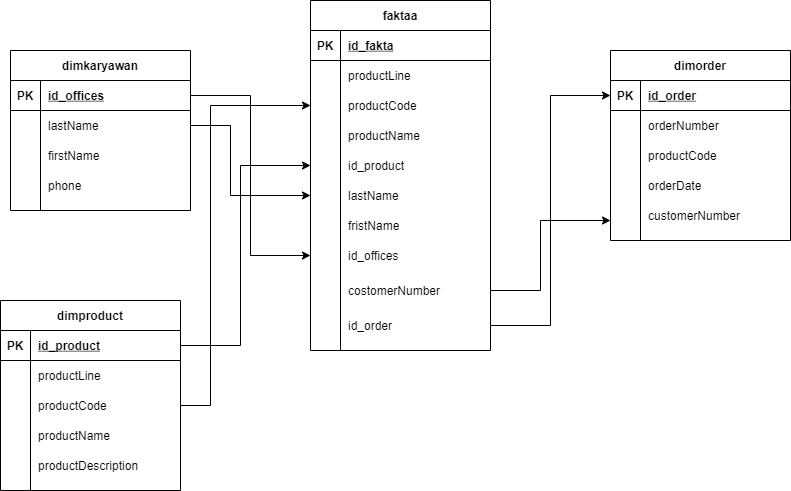 faktaa
PK id_fakta
productLine
productCode
productName
id_product
lastName
fristName
id_offices
costomerNumber
id_order
dimkaryawan
PK id_offices
lastName
firstName
phone
dimorder
PK id_order
orderNumber
productCode
orderDate
customerNumber
dimproduct
PK id_product
productLine
productCode
productName
productDescription